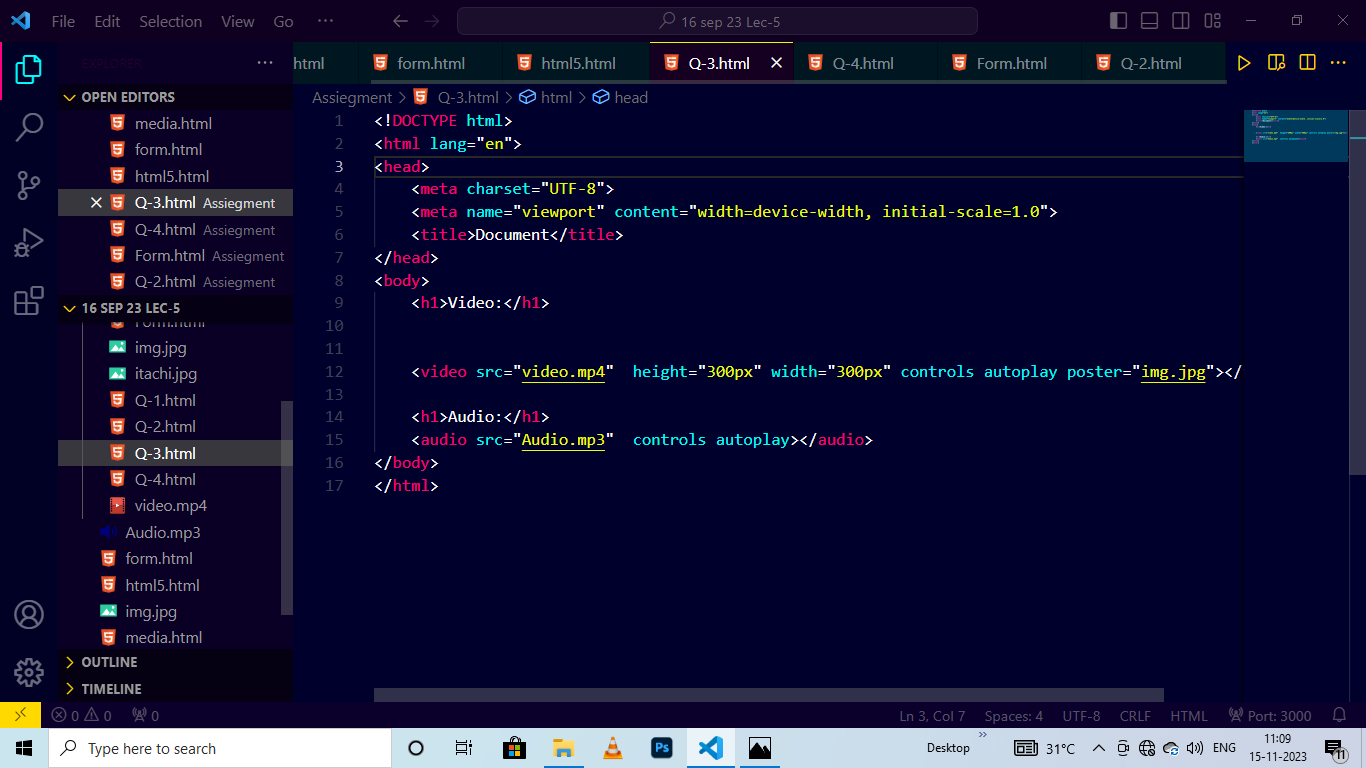 File Edit Selection View Go ···
16 sep 23 Lec-5
EXPLORER
html form.html html5.html Q-3.html Q-4.html Form.html Q-2.html
OPEN EDITORS
media.html
form.html
html5.html
Q-3.html Assiegment
Q-4.html Assiegment
Form.html Assiegment
Q-2.html Assiegment
16 SEP 23 LEC-5
Form.html
img.jpg
itachi.jpg
Q-1.html
Q-2.html
Q-3.html
Q-4.html
video.mp4
Audio.mp3
form.html
html5.html
img.jpg
media.html
OUTLINE
TIMELINE
Assiegment > Q-3.html > html > head
1 <!DOCTYPE html>
2 <html lang="en">
3 <head>
4     <meta charset="UTF-8">
5     <meta name="viewport" content="width=device-width, initial-scale=1.0">
6     <title>Document</title>
7 </head>
8 <body>
9     <h1>Video:</h1>
10
11
12     <video src="video.mp4"  height="300px" width="300px" controls autoplay poster="img.jpg"></
13
14     <h1>Audio:</h1>
15     <audio src="Audio.mp3"  controls autoplay></audio>
16 </body>
17 </html>
0 0 0
Ln 3, Col 7 Spaces: 4 UTF-8 CRLF HTML Port: 3000
Type here to search
Ps
Desktop
31°C
ENG
11:09
15-11-2023
11